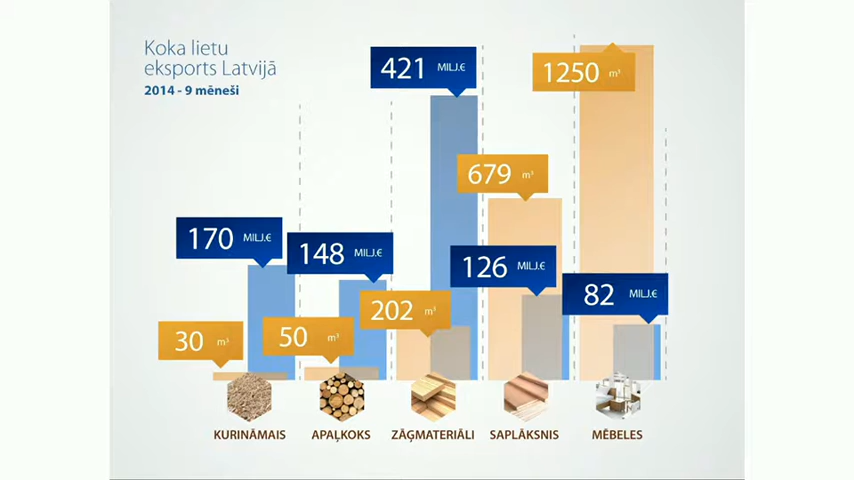 Koka lietu
eksports Latvijā
2014 - 9 mēneši
170 MILJ.€
30 m³
148 MILJ.€
50 m³
421 MILJ.€
202 m³
679 m³
126 MILJ.€
1250 m³
82 MILJ.€
KURINĀMAIS
APAĻKOKS
ZĀĢMATERIĀLI
SAPLĀKSNIS
MĒBELES